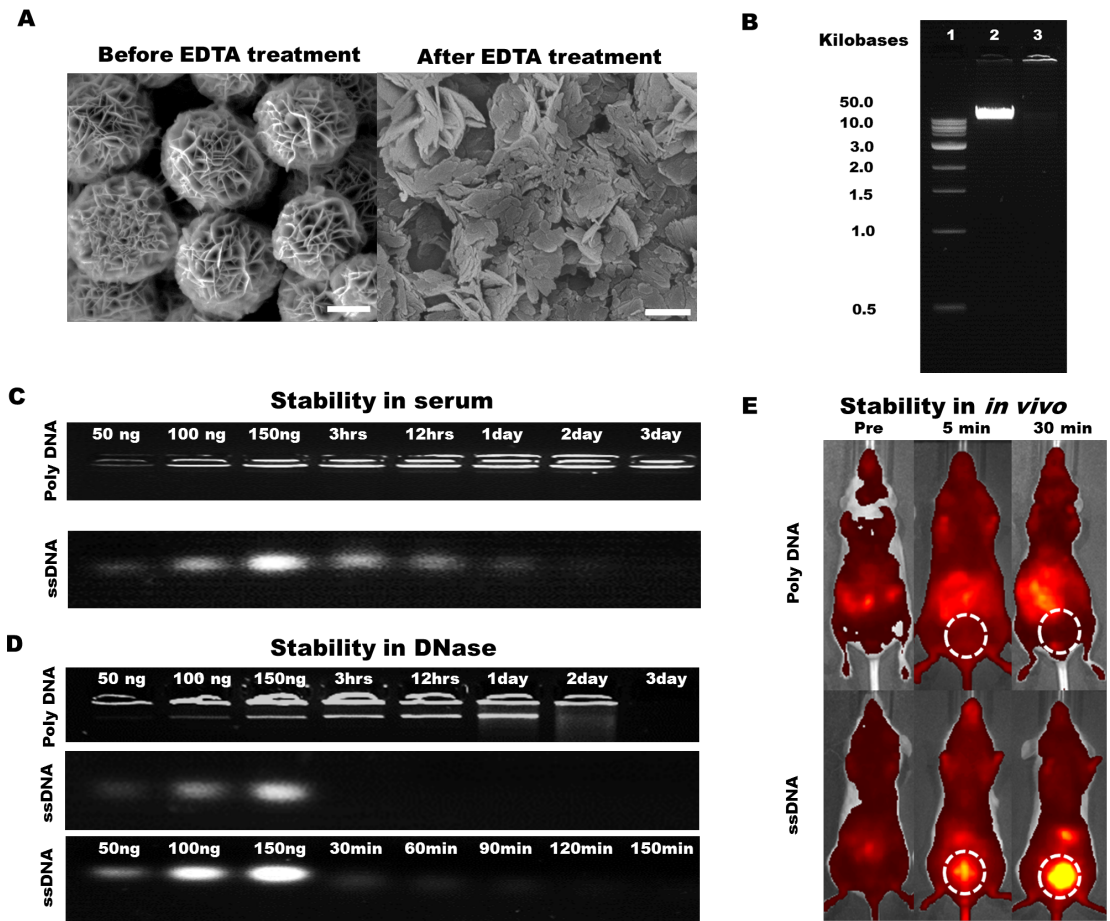 A
Before EDTA treatment
After EDTA treatment
B
Kilobases
1 2 3
50.0
10.0
3.0
2.0
1.5
1.0
0.5
C
Stability in serum
Poly DNA
50 ng 100 ng 150ng 3hrs 12hrs 1day 2day 3day
ssDNA
D
Stability in DNase
Poly DNA
50 ng 100 ng 150ng 3hrs 12hrs 1day 2day 3day
ssDNA
ssDNA
50ng 100ng 150ng 30min 60min 90min 120min 150min
E
Stability in in vivo
Pre 5 min 30 min
Poly DNA
ssDNA